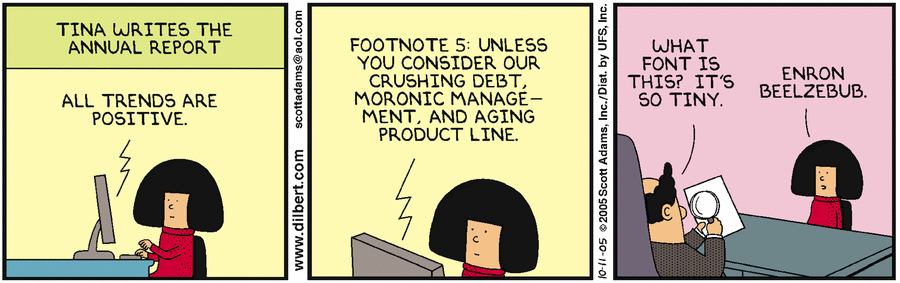 TINA WRITES THE
ANNUAL REPORT
ALL TRENDS ARE
POSITIVE.
www.dilbert.com scottadams@aol.com
FOOTNOTE 5: UNLESS
YOU CONSIDER OUR
CRUSHING DEBT,
MORONIC MANAGE-
MENT, AND AGING
PRODUCT LINE.
10-11-05 © 2005 Scott Adams, Inc./Dist. by UFS, Inc.
WHAT
FONT IS
THIS? IT'S
SO TINY.
ENRON
BEELZEBUB.